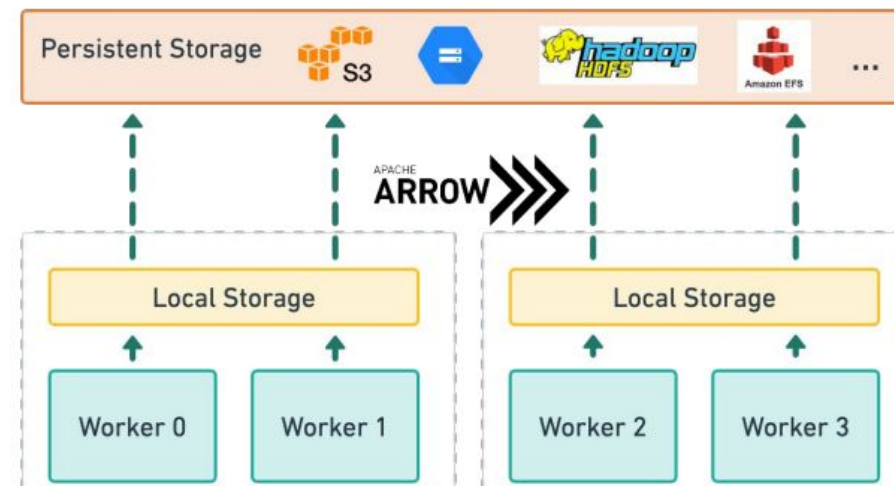 Persistent Storage
S3
hadoop
HDFS
Amazon EFS
...
APACHE
ARROW
Local Storage
Local Storage
Worker 0
Worker 1
Worker 2
Worker 3